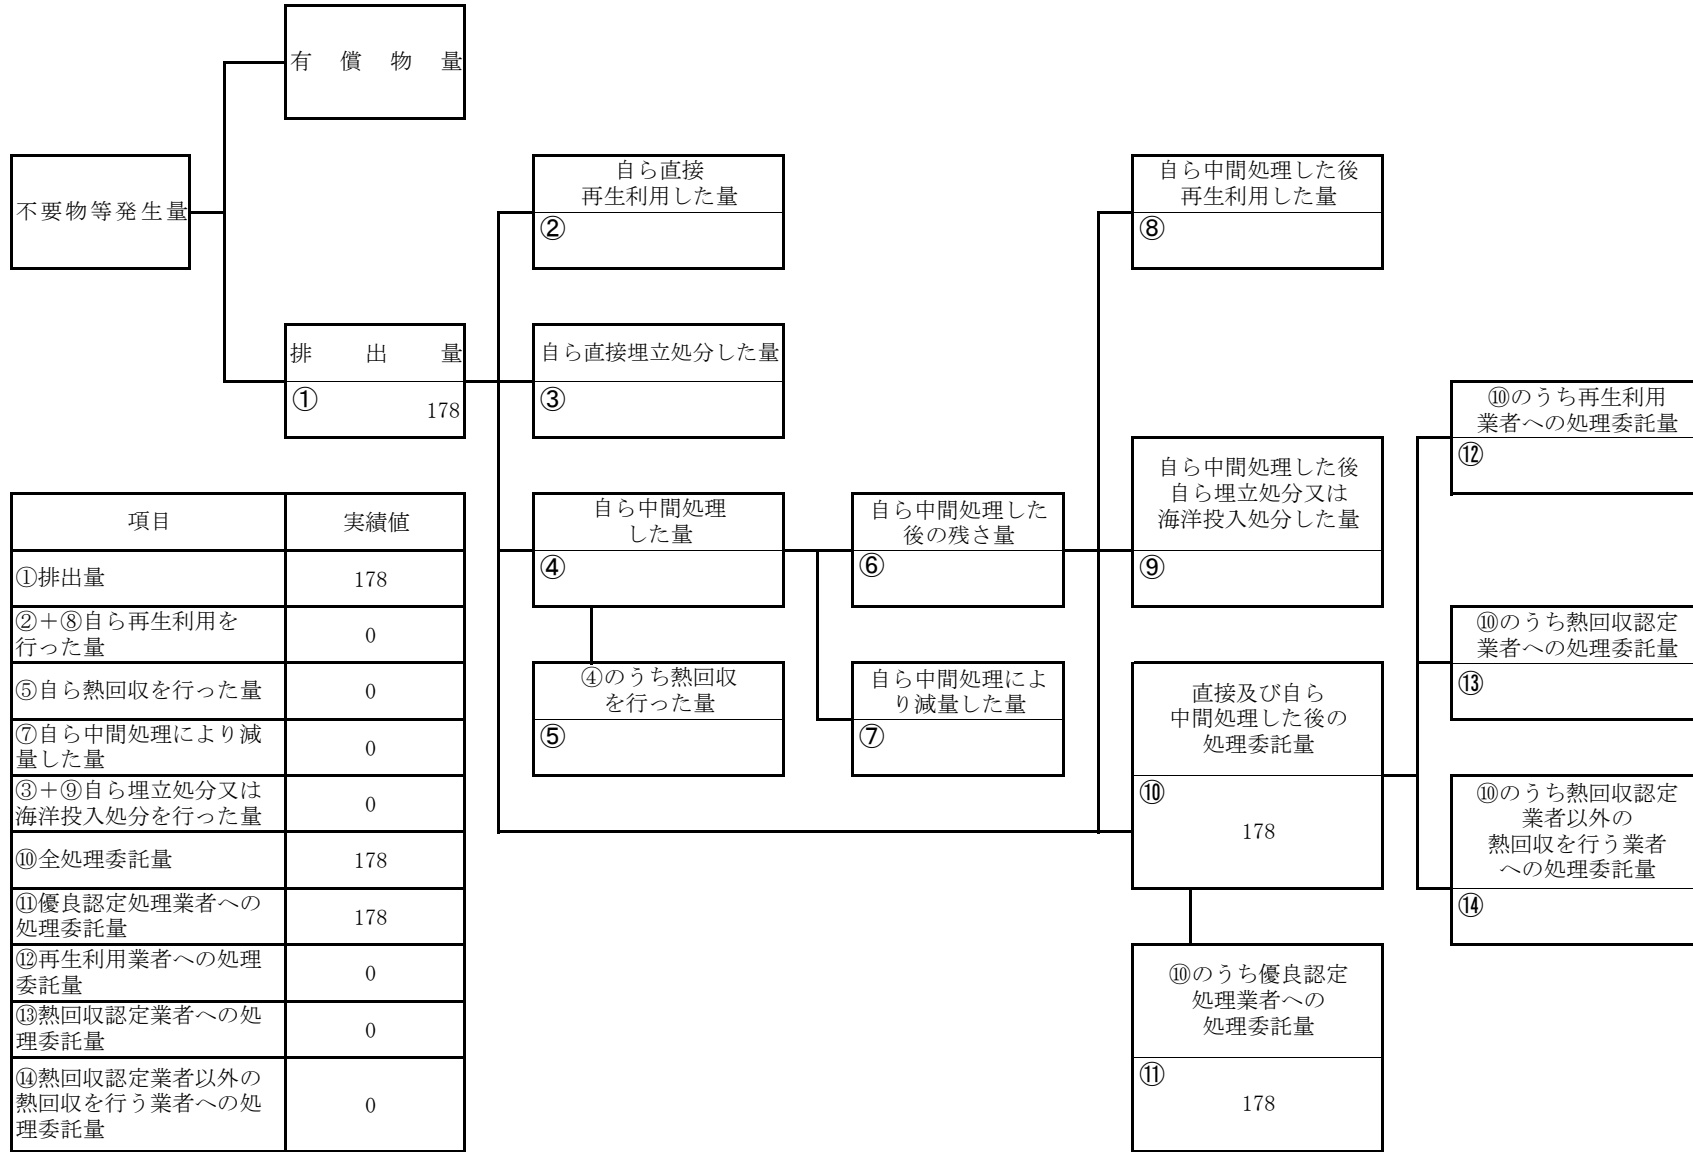 有償物量
不要物等発生量
排出量
①
178
自ら直接
再生利用した量
②
自ら直接埋立処分した量
③
自ら中間処理
した量
④
④のうち熱回収
を行った量
⑤
自ら中間処理した
後の残さ量
⑥
自ら中間処理によ
り減量した量
⑦
自ら中間処理した後
再生利用した量
⑧
自ら中間処理した後
自ら埋立処分又は
海洋投入処分した量
⑨
直接及び自ら
中間処理した後の
処理委託量
⑩
178
⑩のうち優良認定
処理業者への
処理委託量
⑪
178
⑩のうち再生利用
業者への処理委託量
⑫
⑩のうち熱回収認定
業者への処理委託量
⑬
⑩のうち熱回収認定
業者以外の
熱回収を行う業者
への処理委託量
⑭
項目 実績値
①排出量 178
②＋⑧自ら再生利用を
行った量 0
⑤自ら熱回収を行った量 0
⑦自ら中間処理により減
量した量 0
③＋⑨自ら埋立処分又は
海洋投入処分を行った量 0
⑩全処理委託量 178
⑪優良認定処理業者への
処理委託量 178
⑫再生利用業者への処理
委託量 0
⑬熱回収認定業者への処
理委託量 0
⑭熱回収認定業者以外の
熱回収を行う業者への処 0
理委託量